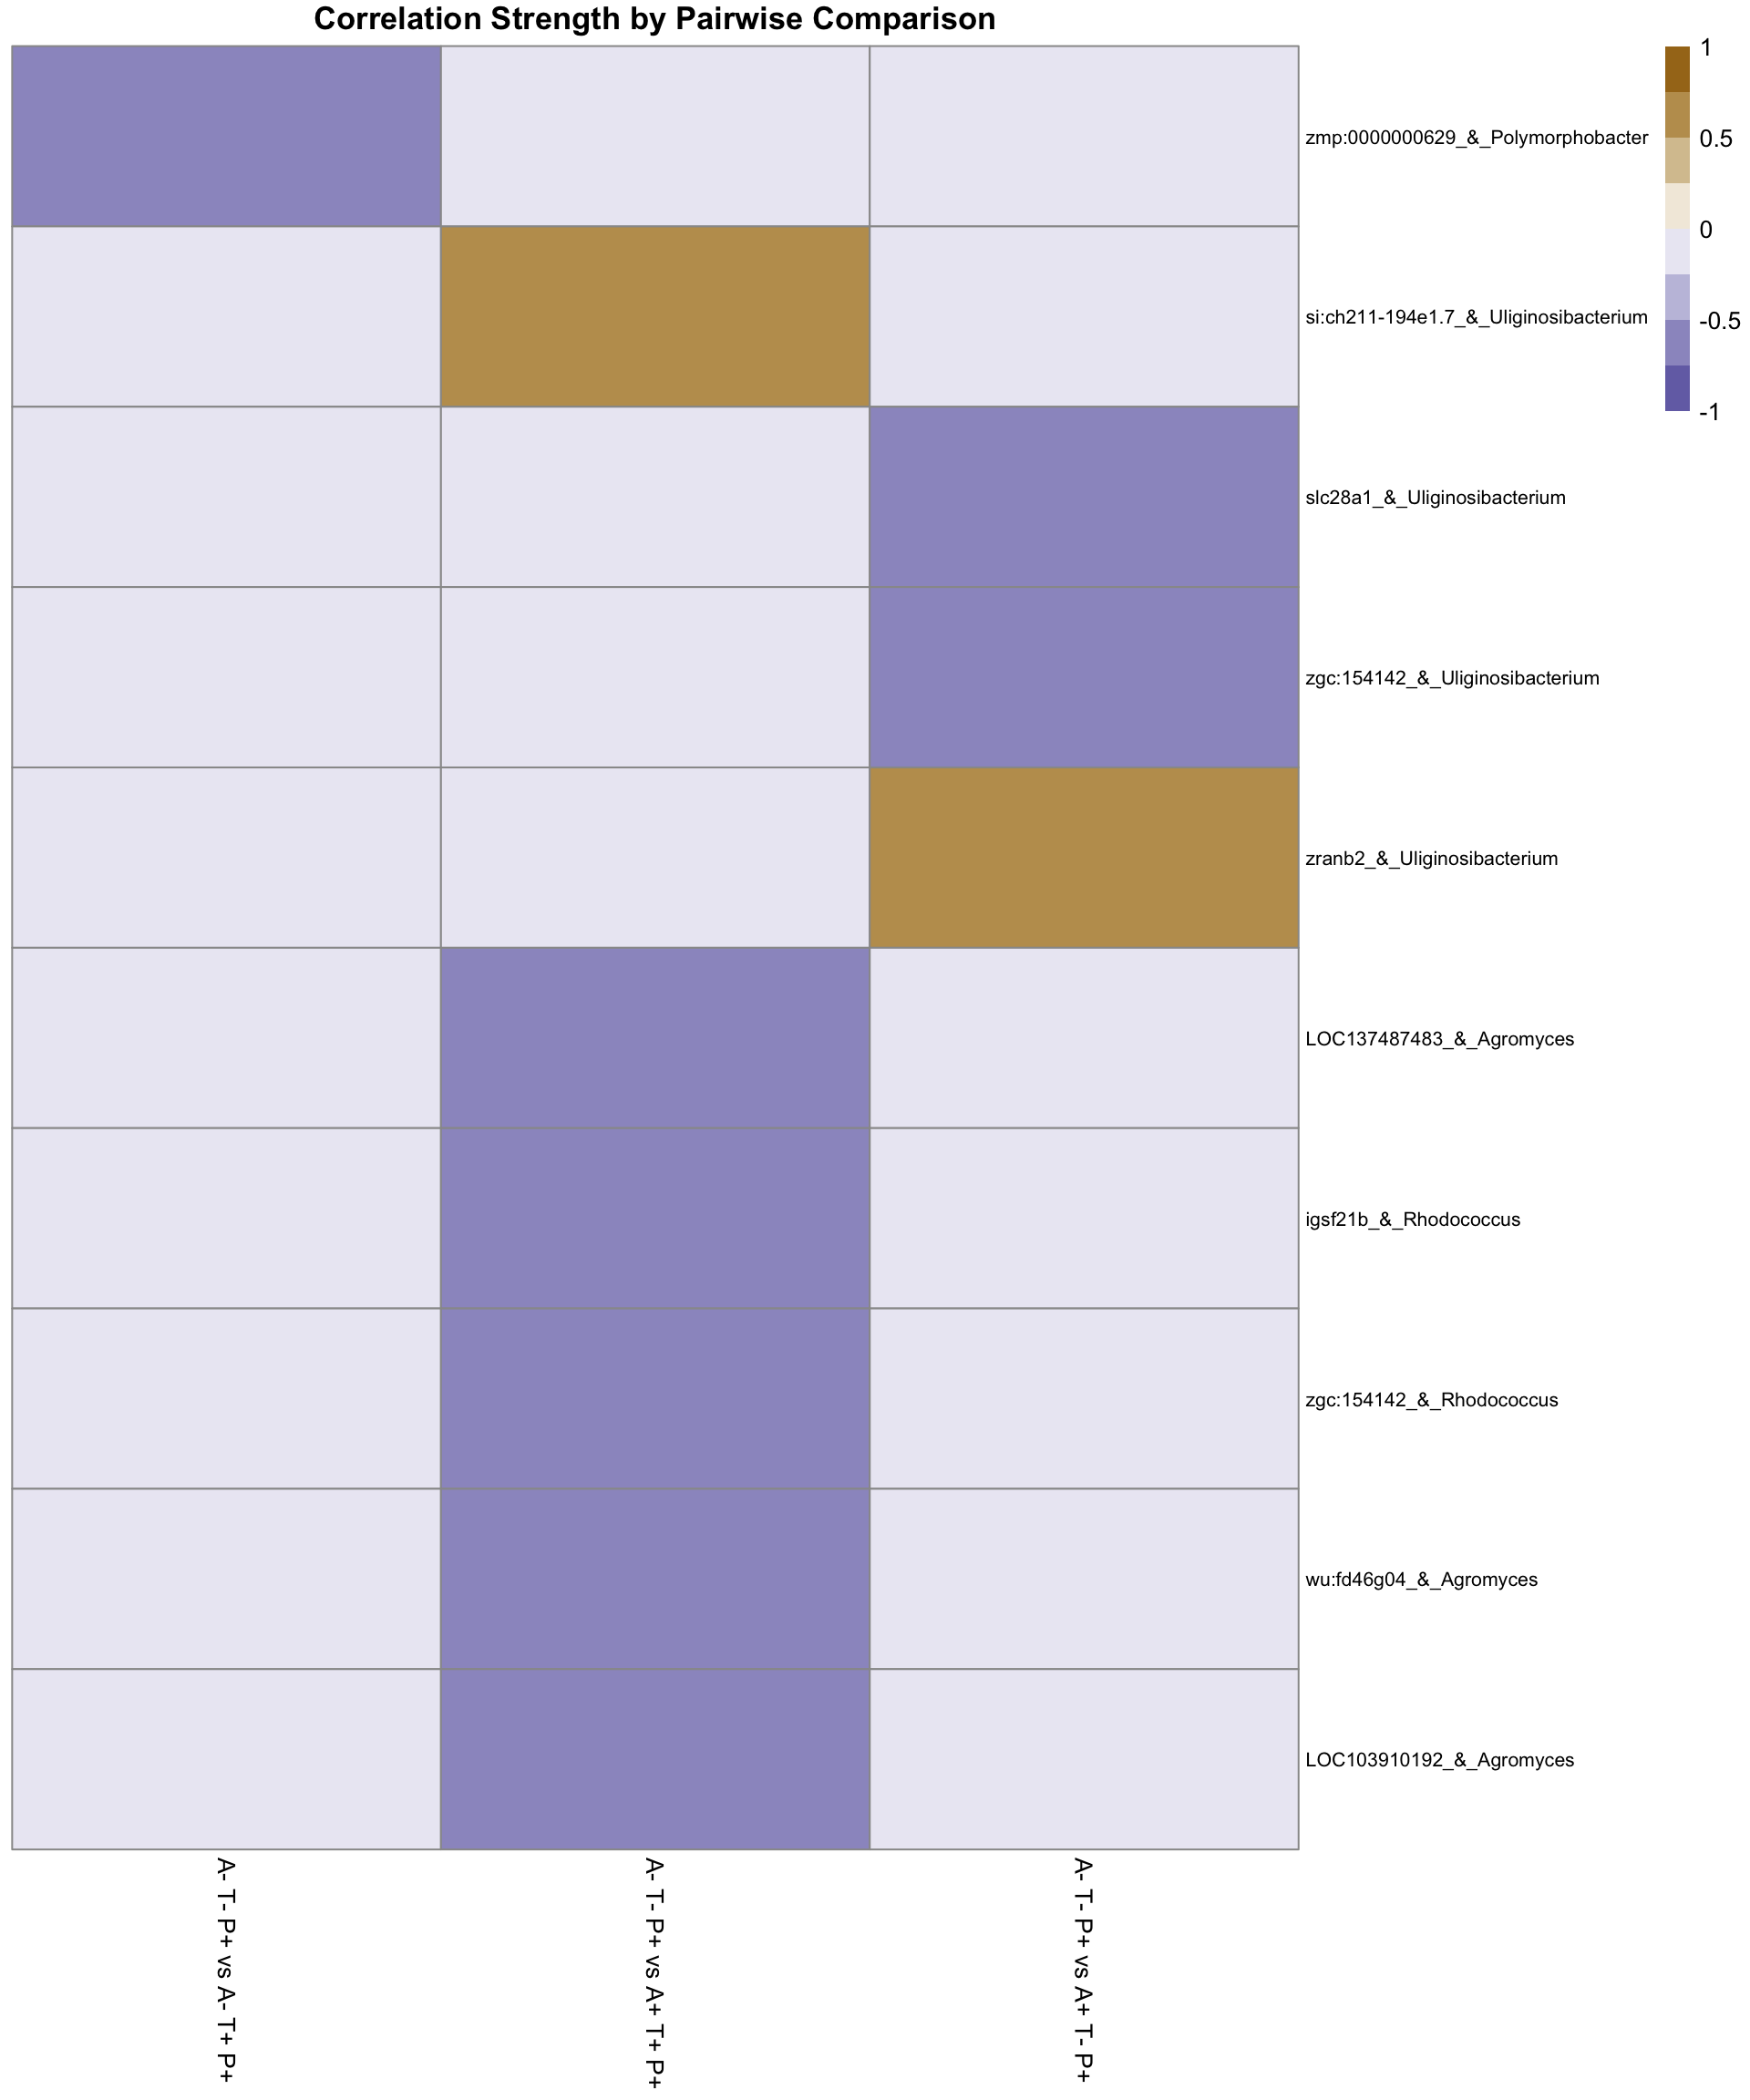 Correlation Strength by Pairwise Comparison
1
0.5
0
-0.5
-1
zmp:0000000629_&_Polymorphobacter
si:ch211-194e1.7_&_Uliginosibacterium
slc28a1_&_Uliginosibacterium
zgc:154142_&_Uliginosibacterium
zranb2_&_Uliginosibacterium
LOC137487483_&_Agromyces
igsf21b_&_Rhodococcus
zgc:154142_&_Rhodococcus
wu:fd46g04_&_Agromyces
LOC103910192_&_Agromyces
A- T- P+ vs A- T+ P+
A- T- P+ vs A+ T+ P+
A- T- P+ vs A+ T- P+